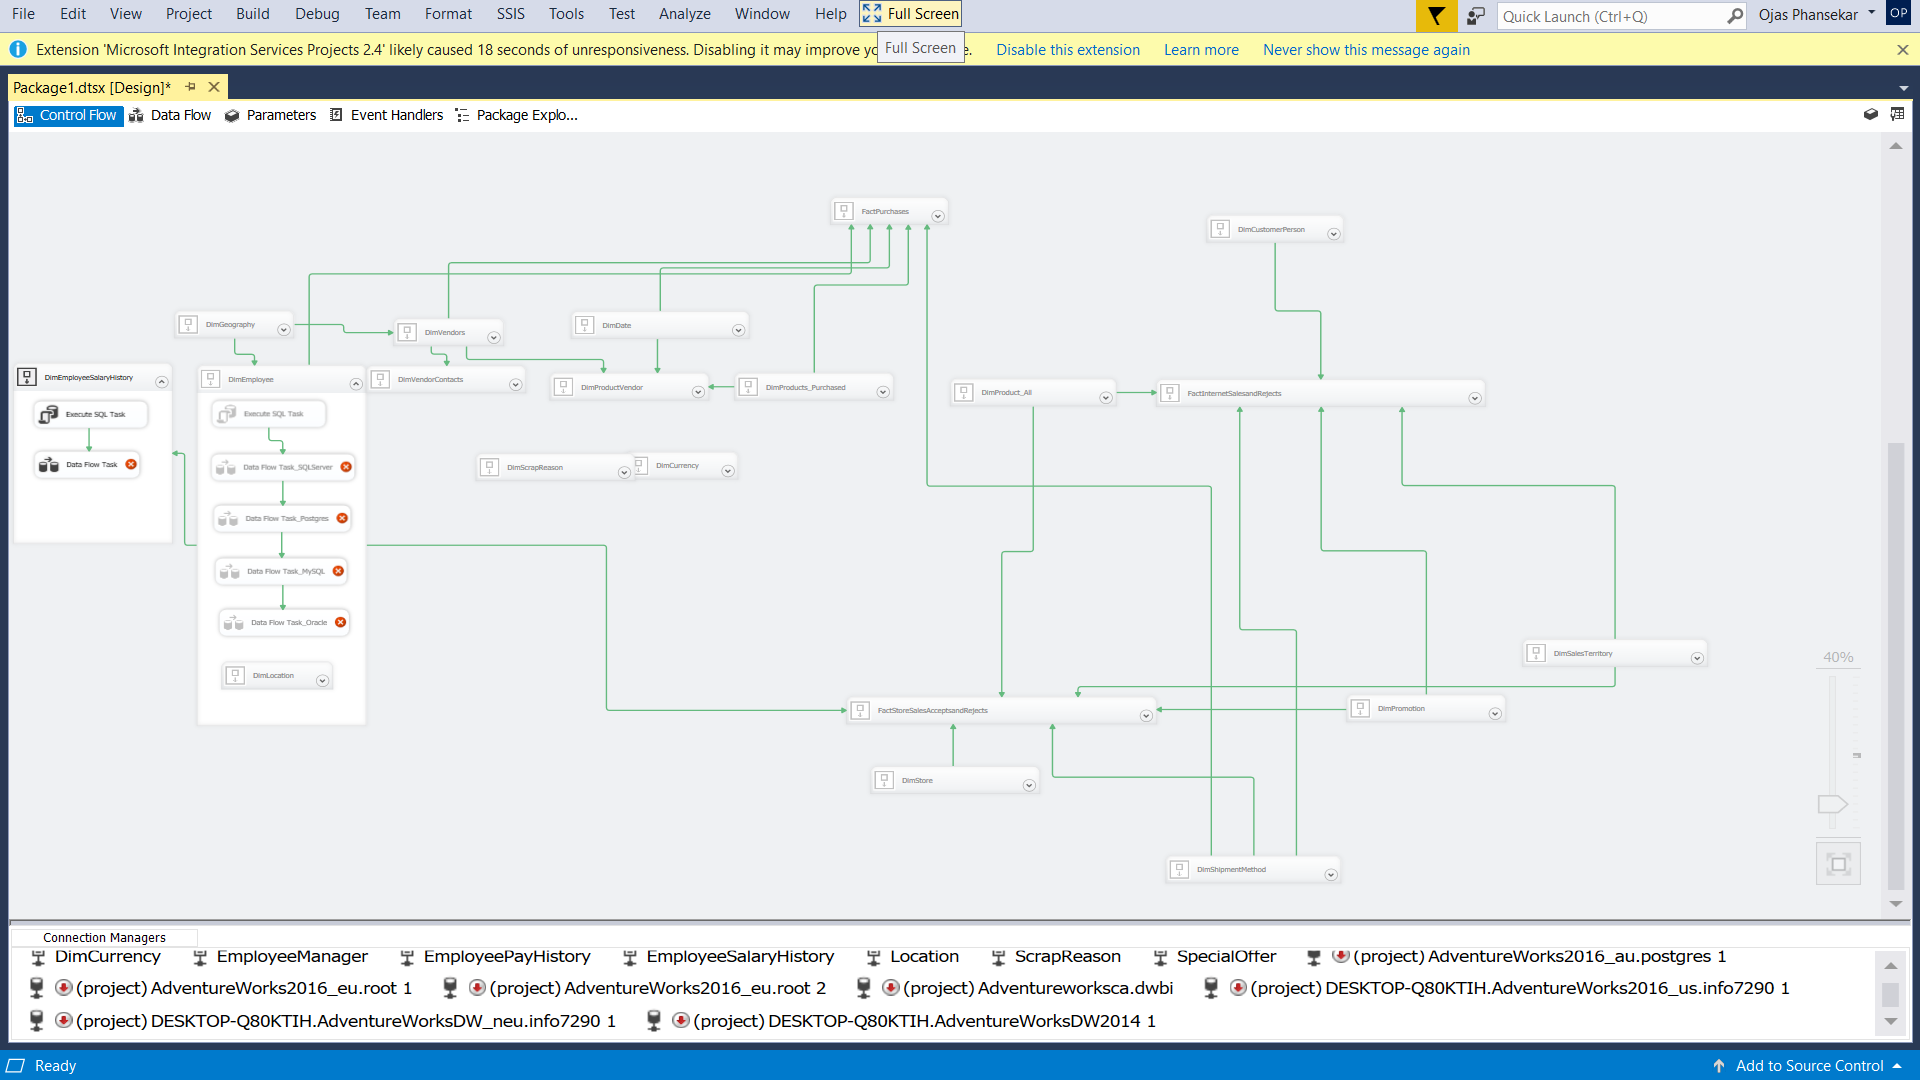 File Edit View Project Build Debug Team Format SSIS Tools Test Analyze Window Help Full Screen Quick Launch (Ctrl+Q) Ojas Phansekar OP
Extension 'Microsoft Integration Services Projects 2.4' likely caused 18 seconds of unresponsiveness. Disabling it may improve yo e. Disable this extension Learn more Never show this message again
Full Screen
Package1.dtsx [Design]*
Control Flow Data Flow Parameters Event Handlers Package Explo...
FactPurchases
DimCustomerPerson
DimGeography
DimVendors
DimDate
DimEmployeeSalaryHistory
DimEmployee
DimVendorContacts
DimProductVendor
DimProducts_Purchased
DimProduct_All
FactInternetSalesandRejects
Execute SQL Task
Execute SQL Task
Data Flow Task
Data Flow Task_SQLServer
DimScrapReason
DimCurrency
Data Flow Task_Postgres
Data Flow Task_MySQL
Data Flow Task_Oracle
DimLocation
DimSalesTerritory
40%
FactStoreSalesAcceptsandRejects
DimPromotion
DimStore
DimShipmentMethod
Connection Managers
DimCurrency EmployeeManager EmployeePayHistory EmployeeSalaryHistory Location ScrapReason SpecialOffer (project) AdventureWorks2016_au.postgres 1
(project) AdventureWorks2016_eu.root 1 (project) AdventureWorks2016_eu.root 2 (project) Adventureworksca.dwbi (project) DESKTOP-Q80KTIH.AdventureWorks2016_us.info7290 1
(project) DESKTOP-Q80KTIH.AdventureWorksDW_neu.info7290 1 (project) DESKTOP-Q80KTIH.AdventureWorksDW2014 1
Ready Add to Source Control